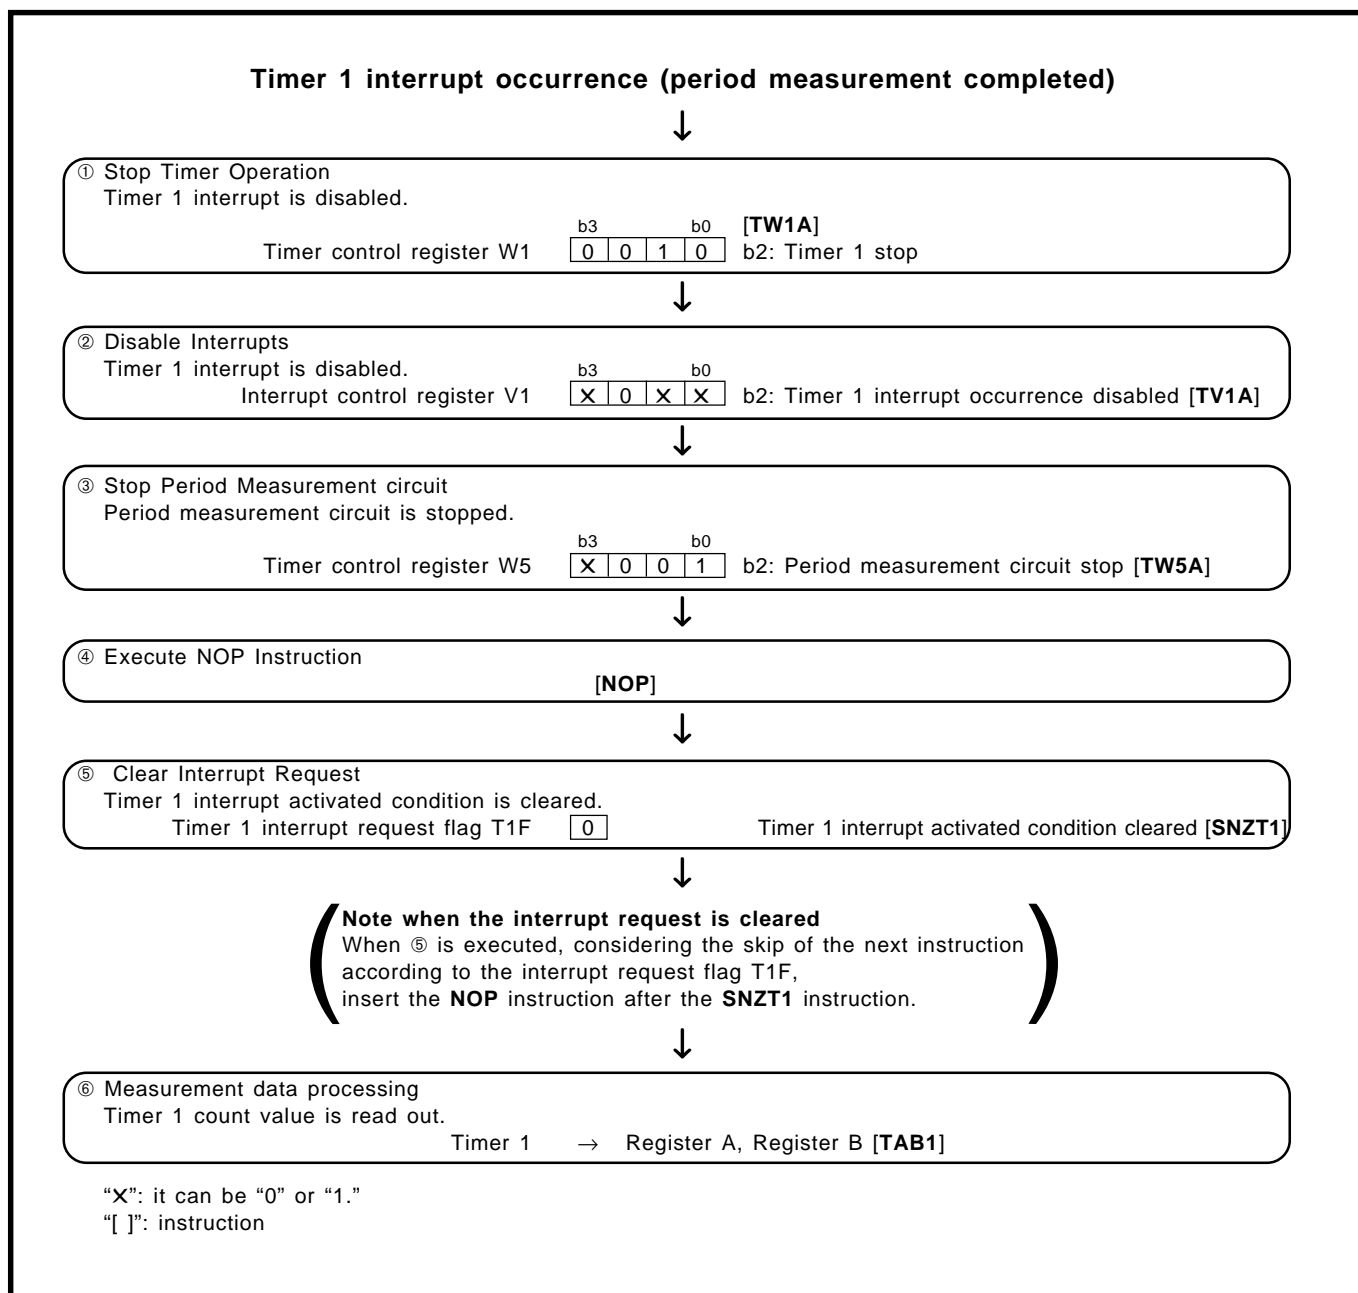 Timer 1 interrupt occurrence (period measurement completed)
↓
① Stop Timer Operation
Timer 1 interrupt is disabled.
b3 b0 [TW1A]
Timer control register W1 0 0 1 0 b2: Timer 1 stop
↓
② Disable Interrupts
Timer 1 interrupt is disabled.
b3 b0
Interrupt control register V1 X 0 X X b2: Timer 1 interrupt occurrence disabled [TV1A]
↓
③ Stop Period Measurement circuit
Period measurement circuit is stopped.
b3 b0
Timer control register W5 X 0 0 1 b2: Period measurement circuit stop [TW5A]
↓
④ Execute NOP Instruction
[NOP]
↓
⑤ Clear Interrupt Request
Timer 1 interrupt activated condition is cleared.
Timer 1 interrupt request flag T1F 0 Timer 1 interrupt activated condition cleared [SNZT1]
↓
Note when the interrupt request is cleared
When ⑤ is executed, considering the skip of the next instruction
according to the interrupt request flag T1F,
insert the NOP instruction after the SNZT1 instruction.
↓
⑥ Measurement data processing
Timer 1 count value is read out.
Timer 1 → Register A, Register B [TAB1]
“X”: it can be “0” or “1.”
“[ ]”: instruction